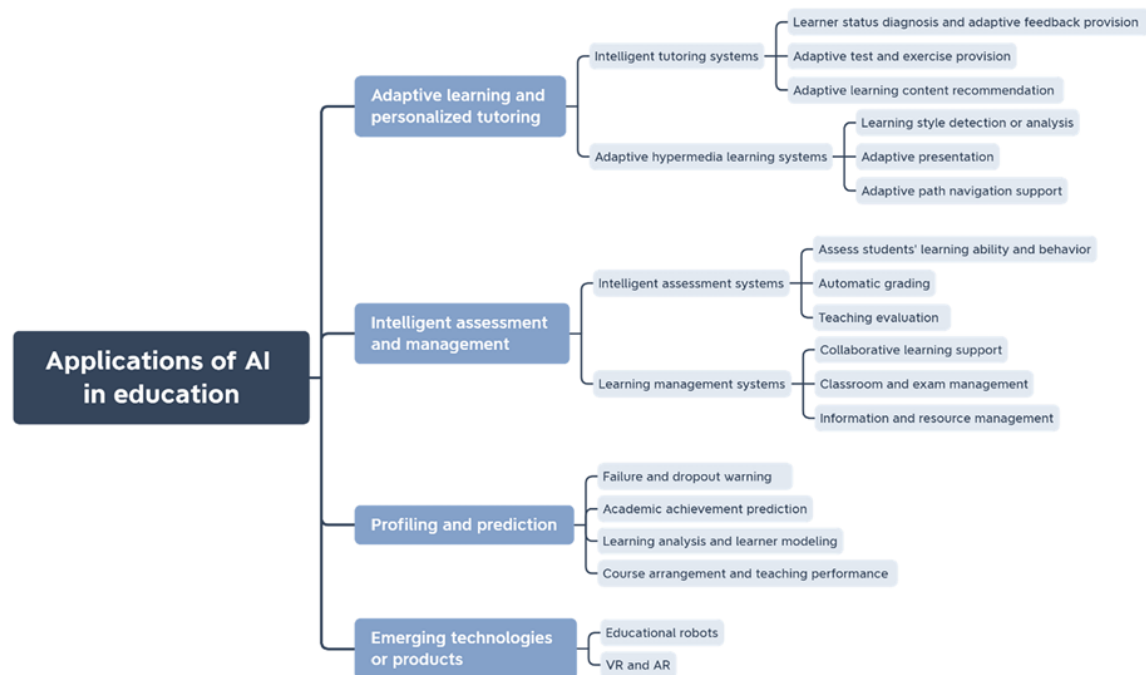 Applications of AI
in education
Adaptive learning and
personalized tutoring
Intelligent tutoring systems
Learner status diagnosis and adaptive feedback provision
Adaptive test and exercise provision
Adaptive learning content recommendation
Adaptive hypermedia learning systems
Learning style detection or analysis
Adaptive presentation
Adaptive path navigation support
Intelligent assessment
and management
Intelligent assessment systems
Assess students' learning ability and behavior
Automatic grading
Teaching evaluation
Learning management systems
Collaborative learning support
Classroom and exam management
Information and resource management
Profiling and prediction
Failure and dropout warning
Academic achievement prediction
Learning analysis and learner modeling
Course arrangement and teaching performance
Emerging technologies
or products
Educational robots
VR and AR